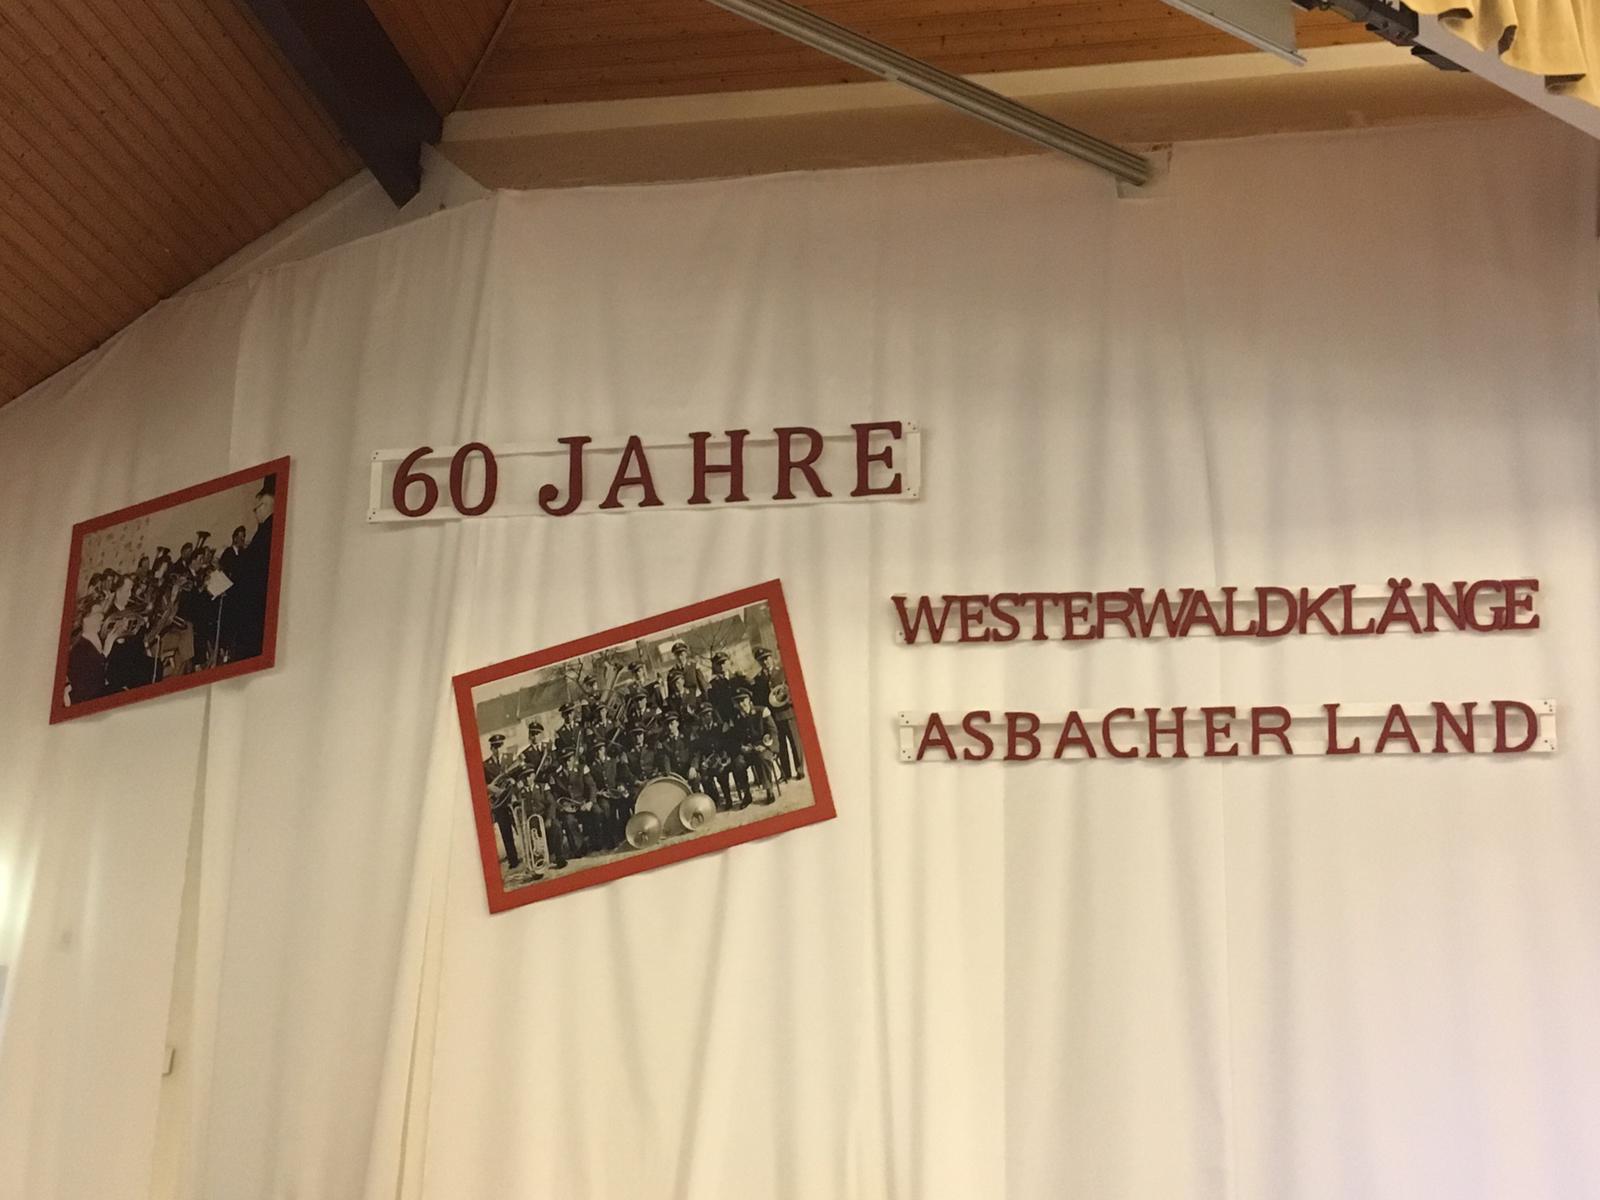 60 JAHRE
WESTERWALDKLÄNGE
ASBACHER LAND